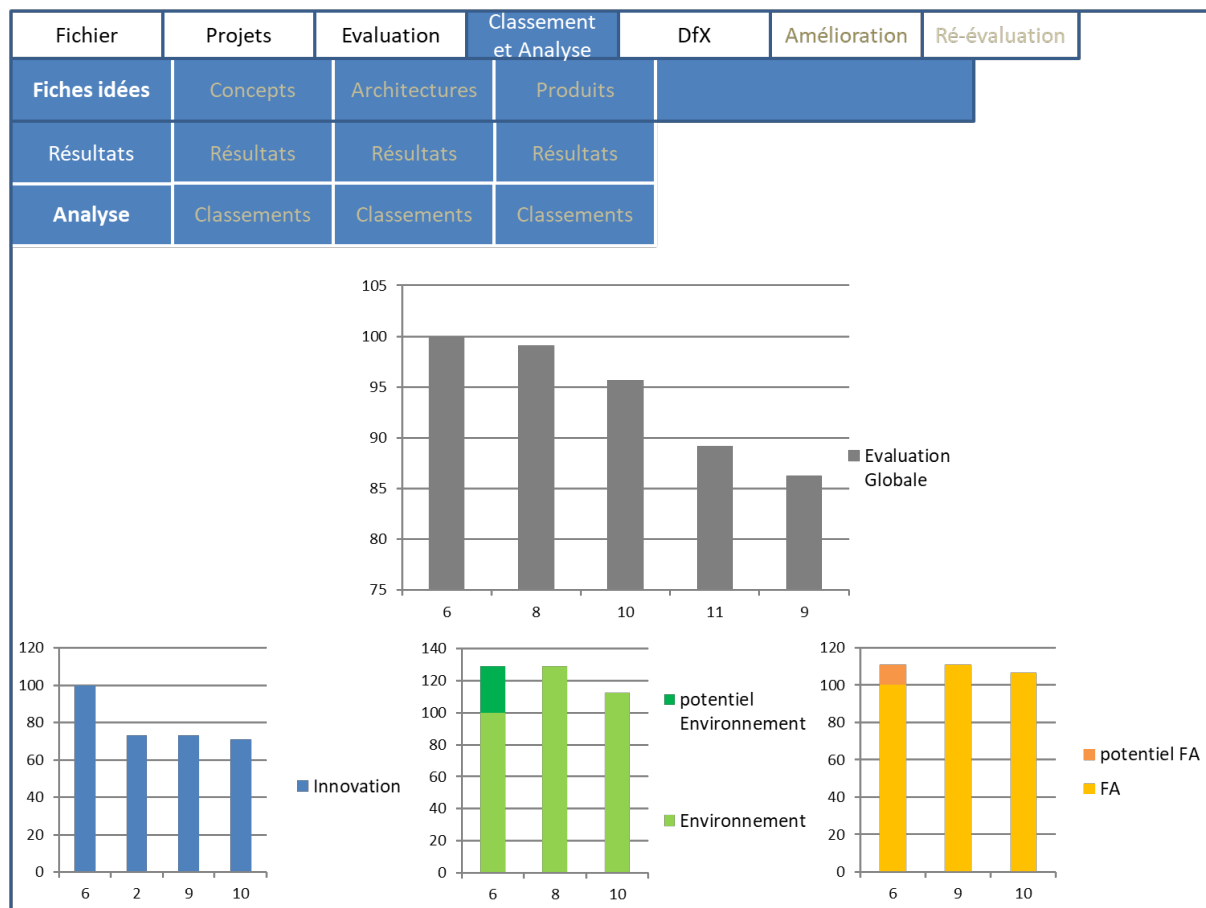 Fichier
Projets
Evaluation
Classement
et Analyse
DfX
Amélioration
Ré-évaluation
Fiches idées
Concepts
Architectures
Produits
Résultats
Résultats
Résultats
Résultats
Analyse
Classements
Classements
Classements
105
100
95
90
85
80
75
6
8
10
11
9
Evaluation
Globale
120
100
80
60
40
20
0
6
2
9
10
Innovation
140
120
100
80
60
40
20
0
6
8
10
potentiel
Environnement
Environnement
120
100
80
60
40
20
0
6
9
10
potentiel FA
FA